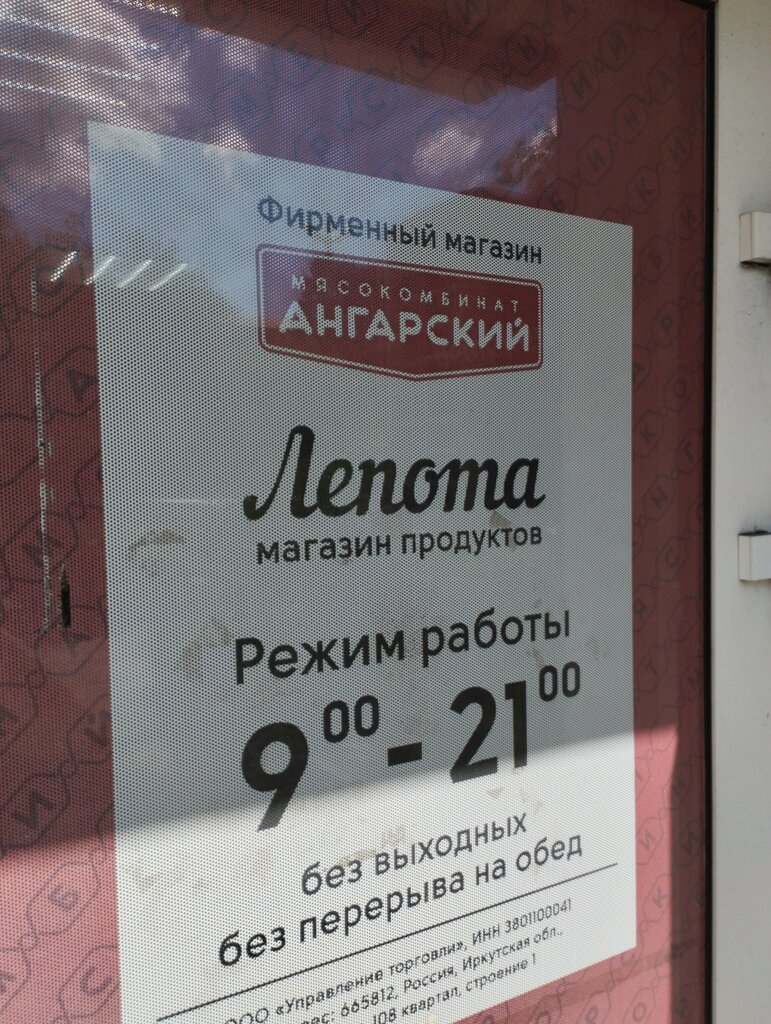 Фирменный магазин
МЯСОКОМБИНАТ
АНГАРСКИЙ
Лепота
магазин продуктов
Режим работы
9⁰⁰ - 21⁰⁰
без выходных
без перерыва на обед
ООО «Управление торговли», ИНН 3801100041
665812, Россия, Иркутская обл.,
108 квартал, строение 1